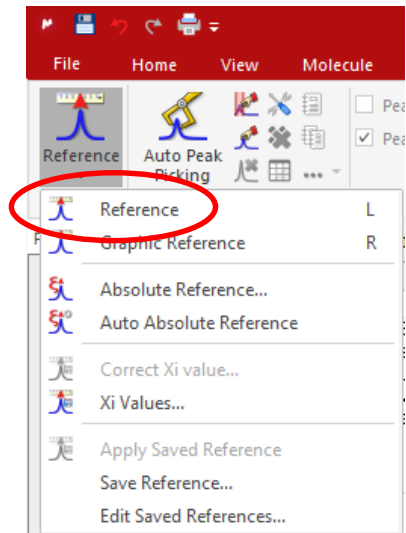 File Home View Molecule
Pea
Pea
Reference Auto Peak
Picking
Reference L
Graphic Reference R
Absolute Reference...
Auto Absolute Reference
Correct Xi value...
Xi Values...
Apply Saved Reference
Save Reference...
Edit Saved References...